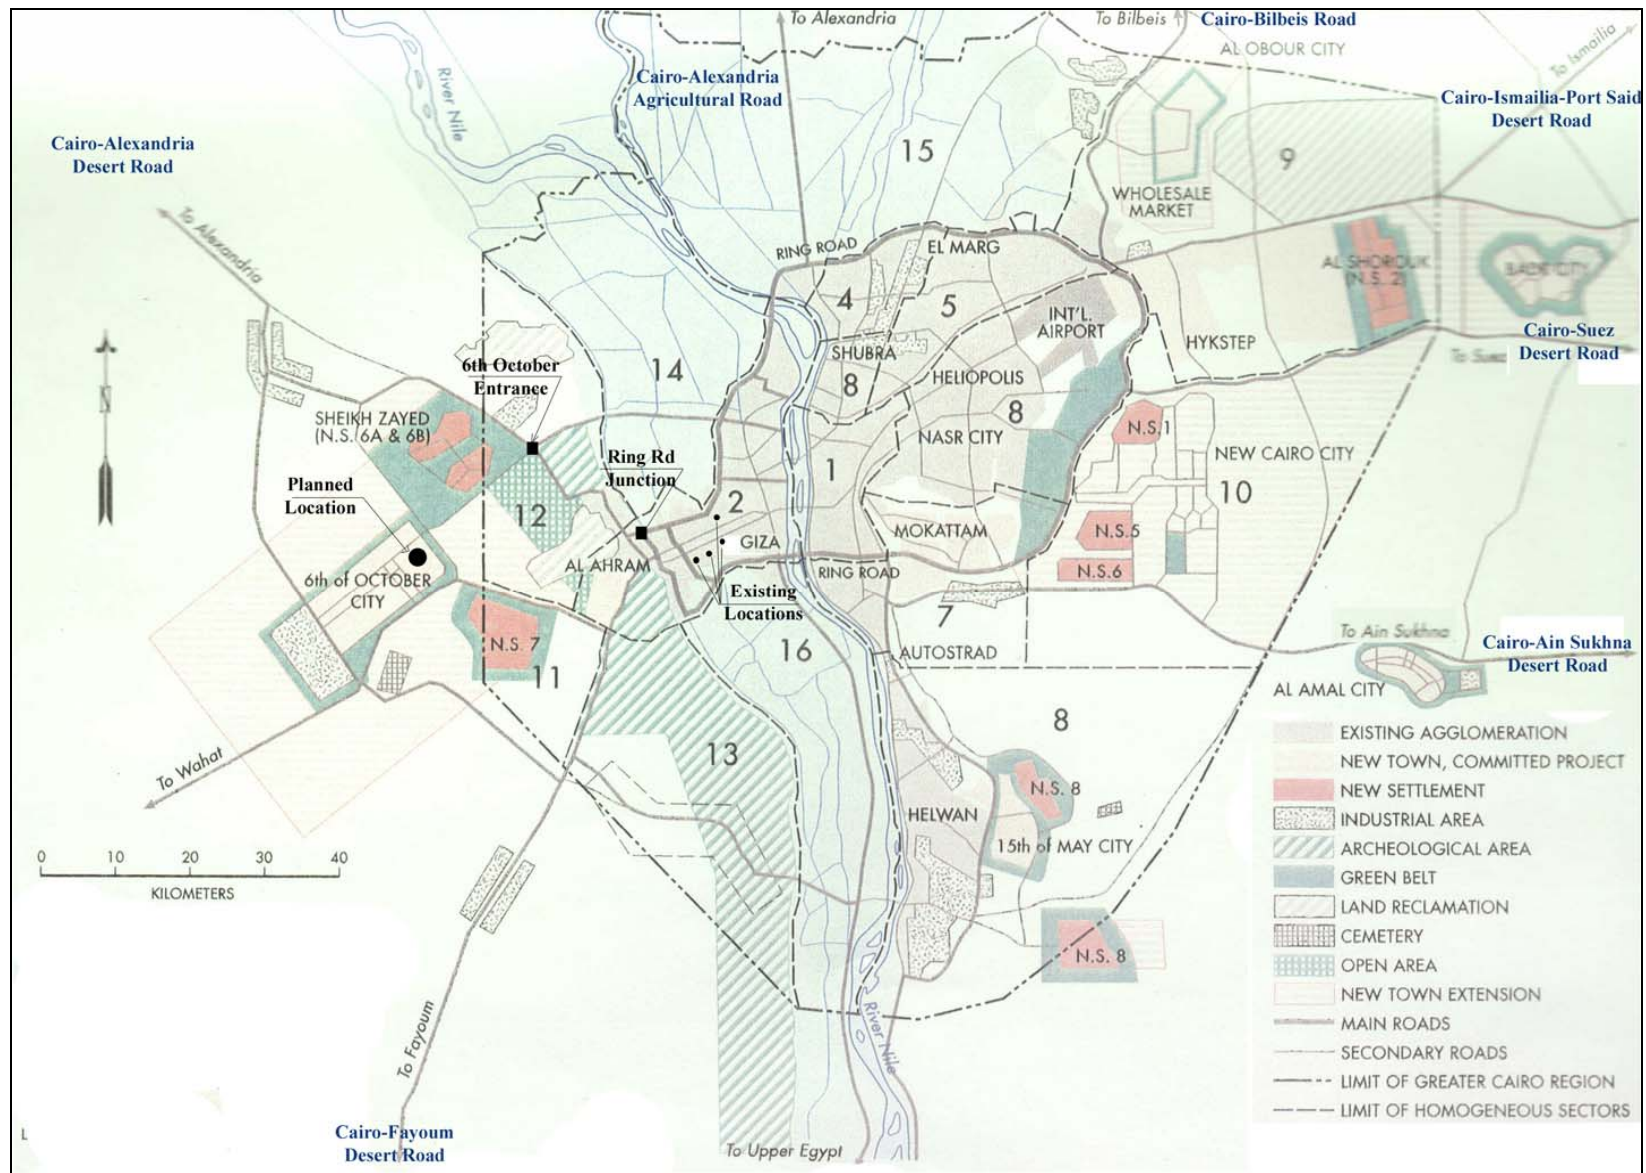 To Alexandria
To Bilbeis
Cairo-Bilbeis Road
AL OBOUR CITY
To Ismailia
River Nile
Cairo-Alexandria
Agricultural Road
Cairo-Ismailia-Port Said
Desert Road
Cairo-Alexandria
Desert Road
15
9
WHOLESALE
MARKET
To Alexandria
RING ROAD
EL MARG
AL SHOROUK
(N.S. 2)
BADR CITY
4
5
INT'L.
AIRPORT
HYKSTEP
Cairo-Suez
Desert Road
To Suez
SHUBRA
6th October
Entrance
14
8
HELIOPOLIS
8
SHEIKH ZAYED
(N.S. 6A & 6B)
NASR CITY
N.S.1
NEW CAIRO CITY
Ring Rd
Junction
1
10
Planned
Location
12
2
MOKATTAM
N.S.5
GIZA
AL AHRAM
RING ROAD
N.S.6
6th of OCTOBER
CITY
Existing
Locations
7
N.S. 7
11
16
AUTOSTRAD
To Ain Sukhna
Cairo-Ain Sukhna
Desert Road
AL AMAL CITY
8
13
To Wahat
N.S. 8
HELWAN
15th of MAY CITY
N.S. 8
0 10 20 30 40
KILOMETERS
N
EXISTING AGGLOMERATION
NEW TOWN, COMMITTED PROJECT
NEW SETTLEMENT
INDUSTRIAL AREA
ARCHEOLOGICAL AREA
GREEN BELT
LAND RECLAMATION
CEMETERY
OPEN AREA
NEW TOWN EXTENSION
MAIN ROADS
SECONDARY ROADS
LIMIT OF GREATER CAIRO REGION
LIMIT OF HOMOGENEOUS SECTORS
River Nile
To Fayoum
Cairo-Fayoum
Desert Road
To Upper Egypt
L